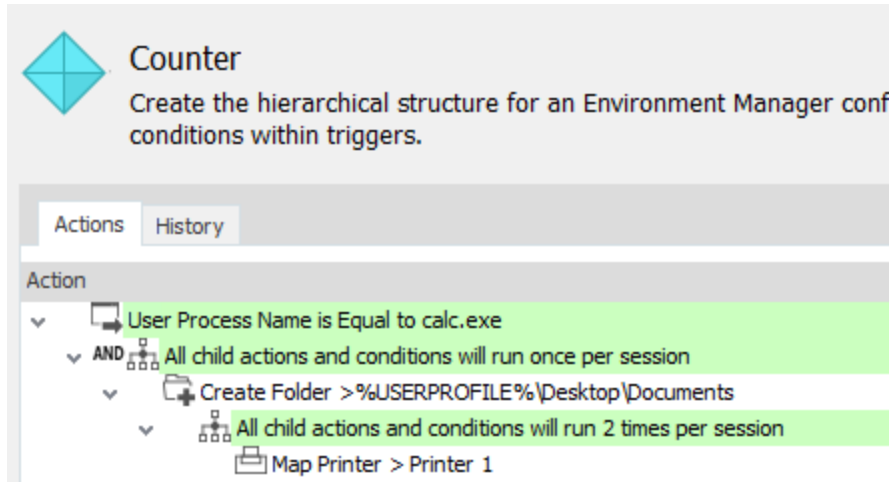 Counter
Create the hierarchical structure for an Environment Manager conf
conditions within triggers.
Actions History
Action
User Process Name is Equal to calc.exe
AND All child actions and conditions will run once per session
Create Folder >%USERPROFILE%\Desktop\Documents
All child actions and conditions will run 2 times per session
Map Printer > Printer 1